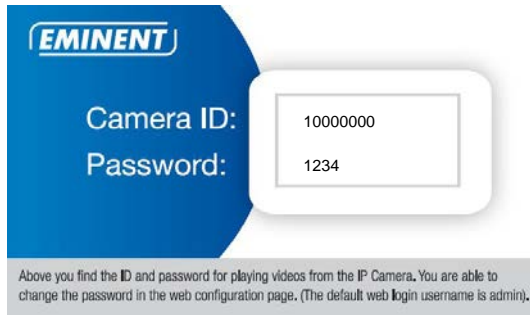 EMINENT
Camera ID: 10000000
Password: 1234
Above you find the ID and password for playing videos from the IP Camera. You are able to
change the password in the web configuration page. (The default web login username is admin).